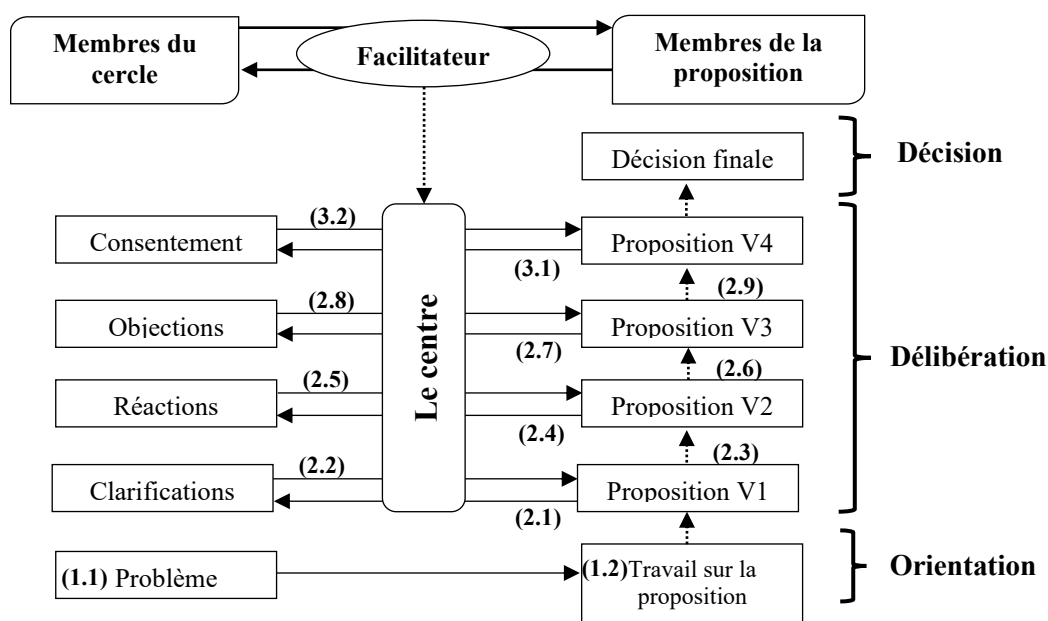 Membres du
cercle
Facilitateur
Membres de la
proposition
Décision finale
Décision
(3.2)
Consentement
Proposition V4
(3.1)
(2.9)
(2.8)
Objections
Proposition V3
(2.7)
Délibération
(2.6)
(2.5)
Réactions
Proposition V2
(2.4)
(2.3)
(2.2)
Clarifications
Proposition V1
(2.1)
Le centre
(1.1) Problème
(1.2)Travail sur la
proposition
Orientation